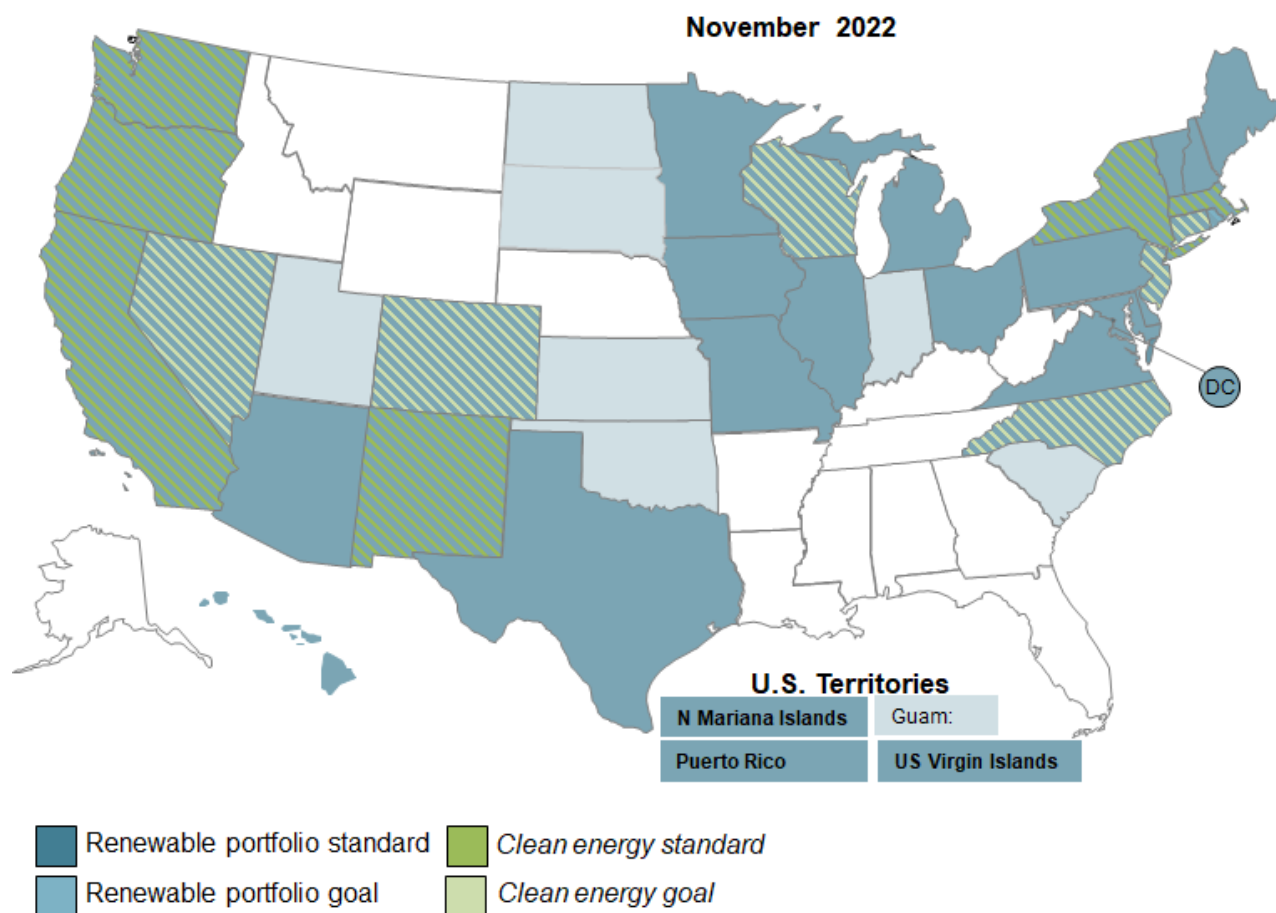 November 2022
DC
U.S. Territories
N Mariana Islands Guam:
Puerto Rico US Virgin Islands
Renewable portfolio standard Clean energy standard
Renewable portfolio goal Clean energy goal